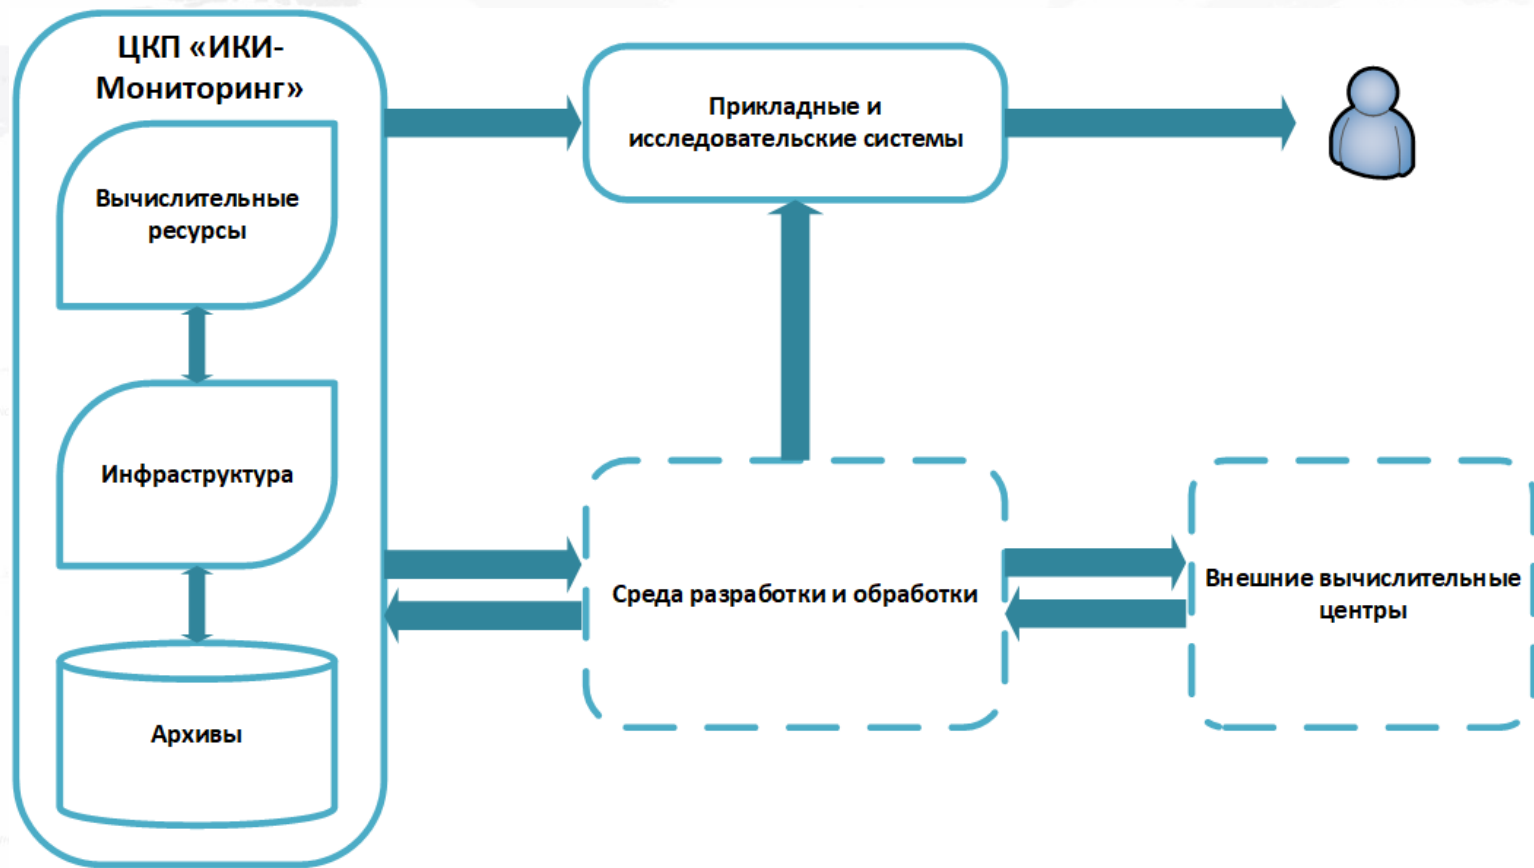 ЦКП «ИКИ-
Мониторинг»
Вычислительные
ресурсы
Инфраструктура
Архивы
Прикладные и
исследовательские системы
Среда разработки и обработки
Внешние вычислительные
центры